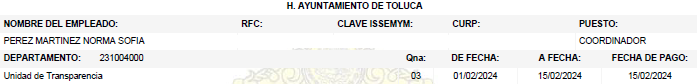 H. AYUNTAMIENTO DE TOLUCA
NOMBRE DEL EMPLEADO: RFC: CLAVE ISSEMYM: CURP: PUESTO:
PEREZ MARTINEZ NORMA SOFIA COORDINADOR
DEPARTAMENTO: 231004000 Qna: DE FECHA: A FECHA: FECHA DE PAGO:
Unidad de Transparencia 03 01/02/2024 15/02/2024 15/02/2024